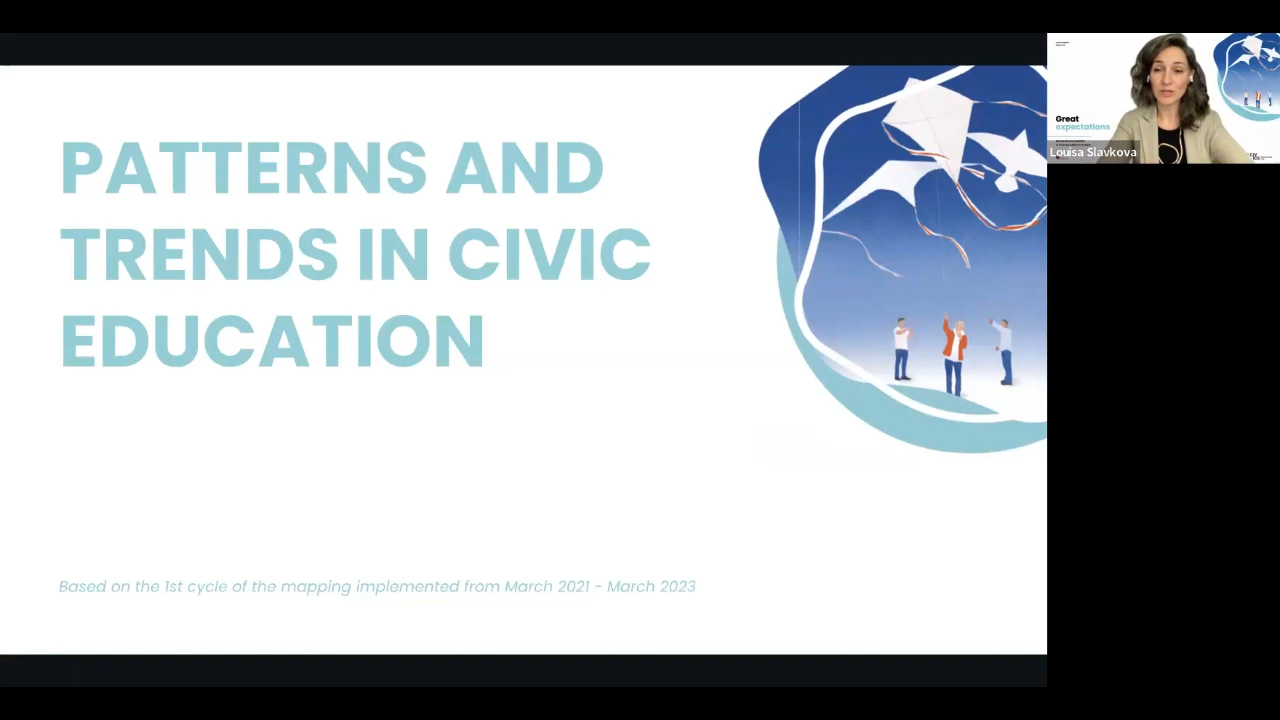 PATTERNS AND
TRENDS IN CIVIC
EDUCATION
Based on the 1st cycle of the mapping implemented from March 2021 - March 2023
Great
expectations
Louisa Slavkova